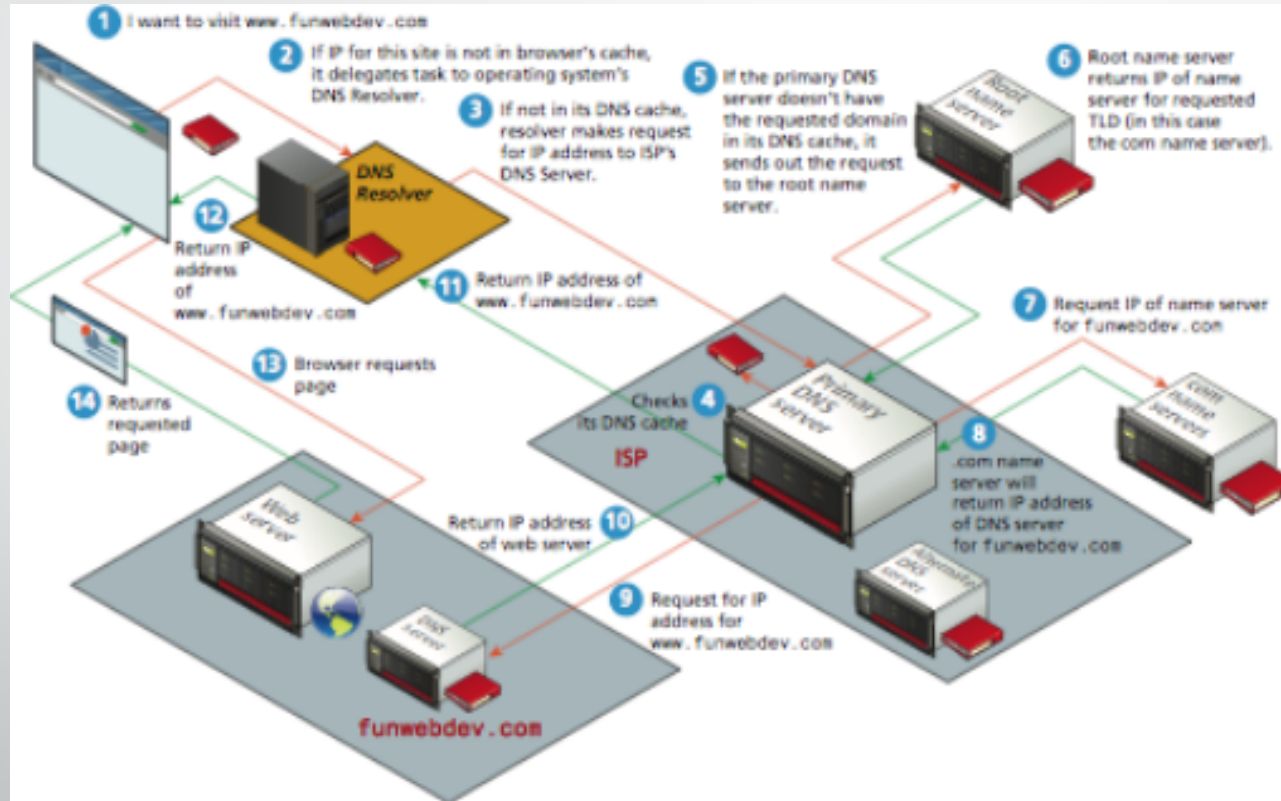 1 I want to visit www.funwebdev.com
2 If IP for this site is not in browser's cache,
it delegates task to operating system's
DNS Resolver.
3 If not in its DNS cache,
resolver makes request
for IP address to ISP's
DNS Server.
5 If the primary DNS
server doesn't have
the requested domain
in its DNS cache, it
sends out the request
to the root name
server.
Root
name
server
6 Root name server
returns IP of name
server for requested
TLD (in this case
the com name server).
DNS
Resolver
12
Return IP
address
of
www.funwebdev.com
11 Return IP address of
www.funwebdev.com
7 Request IP of name server
for funwebdev.com
13 Browser requests
page
14 Returns
requested
page
Checks 4
its DNS cache
ISP
Primary
DNS
server
com
name
servers
8
.com name
server will
return IP address
of DNS server
for funwebdev.com
Web
server
Return IP address 10
of web server
Alternate
DNS
server
9 Request for IP
address for
www.funwebdev.com
DNS
server
funwebdev.com